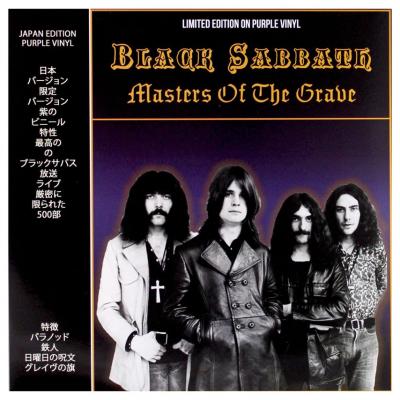 LIMITED EDITION ON PURPLE VINYL
BLACK SABBATH
Masters Of The Grave
JAPAN EDITION
PURPLE VINYL
日本
バージョン
限定
バージョン
紫の
ビニール
特性
最高の
の
ブラックサバス
放送
ライブ
厳密に
限られた
500部
特徴
パラノッド
鉄人
日曜日の呪文
グレイヴの旗